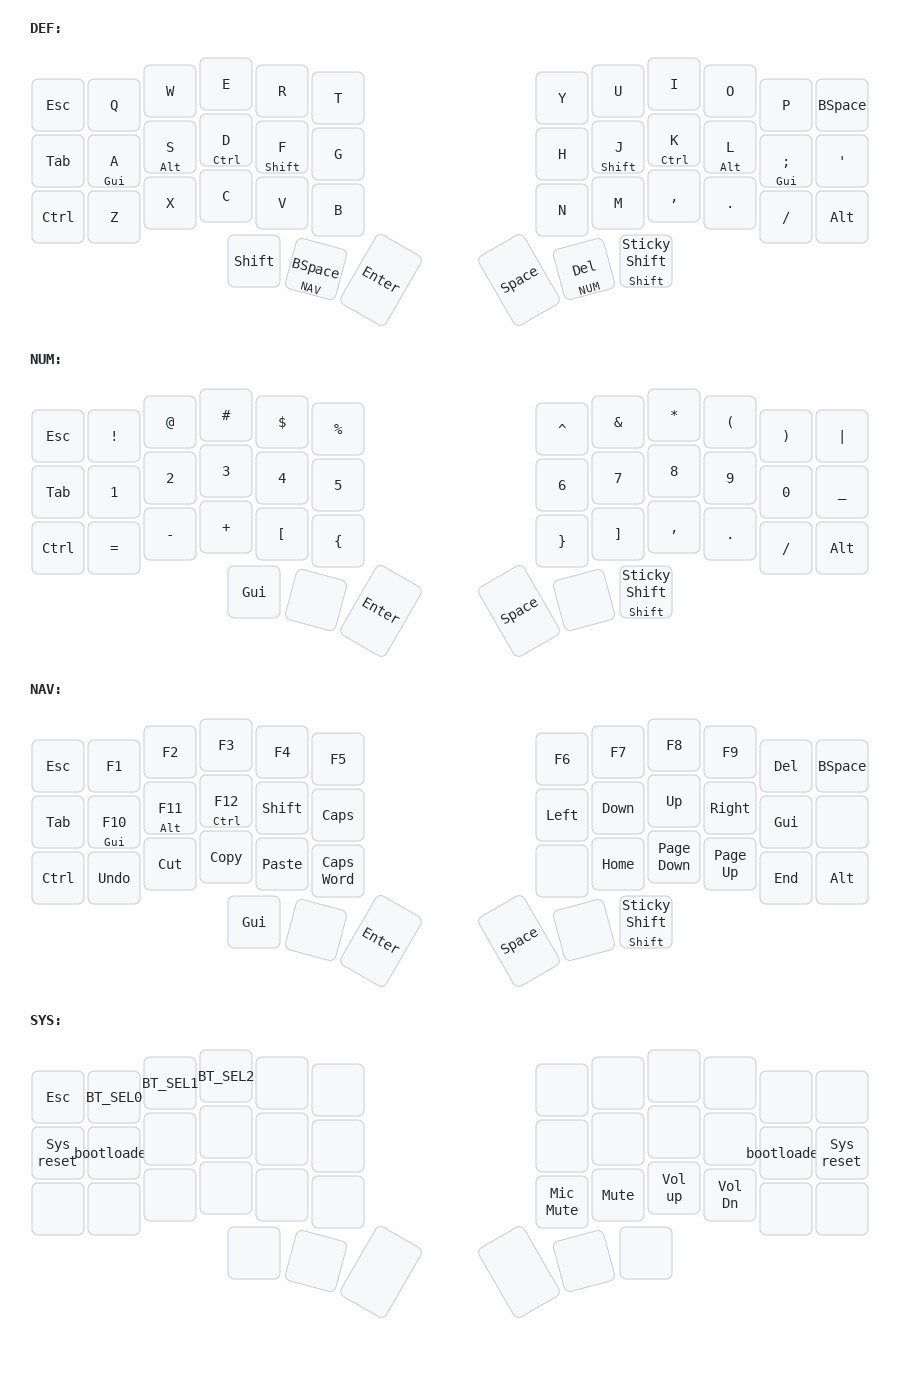 DEF:
Esc Q W E R T Y U I O P BSpace
Tab A S D F G H J K L ; '
Gui Alt Ctrl Shift Shift Ctrl Alt Gui
Ctrl Z X C V B N M , . / Alt
Shift BSpace Enter Space Del Sticky
Shift
NAV NUM Shift
NUM:
Esc ! @ # $ % ^ & * ( ) |
Tab 1 2 3 4 5 6 7 8 9 0 _
Ctrl = - + [ { } ] , . / Alt
Gui Enter Space Sticky
Shift
Shift
NAV:
Esc F1 F2 F3 F4 F5 F6 F7 F8 F9 Del BSpace
Tab F10 F11 F12 Shift Caps Left Down Up Right Gui
Gui Alt Ctrl
Ctrl Undo Cut Copy Paste Caps Home Page Page End Alt
Word Down Up
Gui Enter Space Sticky
Shift
Shift
SYS:
Esc BT_SEL0 BT_SEL1 BT_SEL2
Sys bootloade bootloade Sys
reset reset
Mic Mute Vol Vol
Mute up Dn